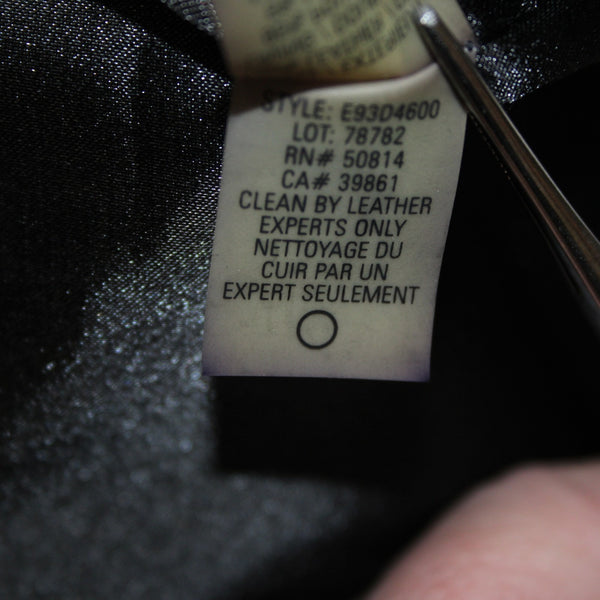 STYLE: E93D4600
LOT: 78782
RN# 50814
CA# 39861
CLEAN BY LEATHER
EXPERTS ONLY
NETTOYAGE DU
CUIR PAR UN
EXPERT SEULEMENT